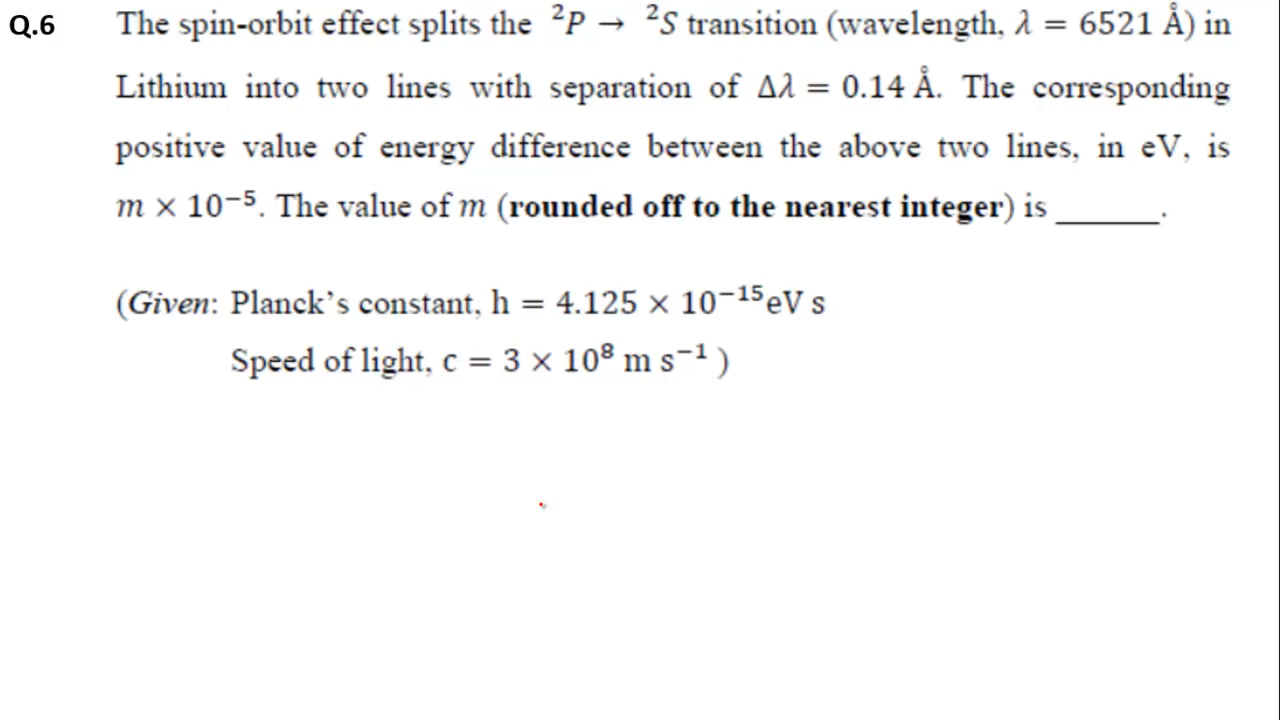 Q.6 The spin-orbit effect splits the ²P → ²S transition (wavelength, λ = 6521 Å) in
Lithium into two lines with separation of Δλ = 0.14 Å. The corresponding
positive value of energy difference between the above two lines, in eV, is
m × 10⁻⁵. The value of m (rounded off to the nearest integer) is ______.
(Given: Planck's constant, h = 4.125 × 10⁻¹⁵eV s
Speed of light, c = 3 × 10⁸ m s⁻¹ )